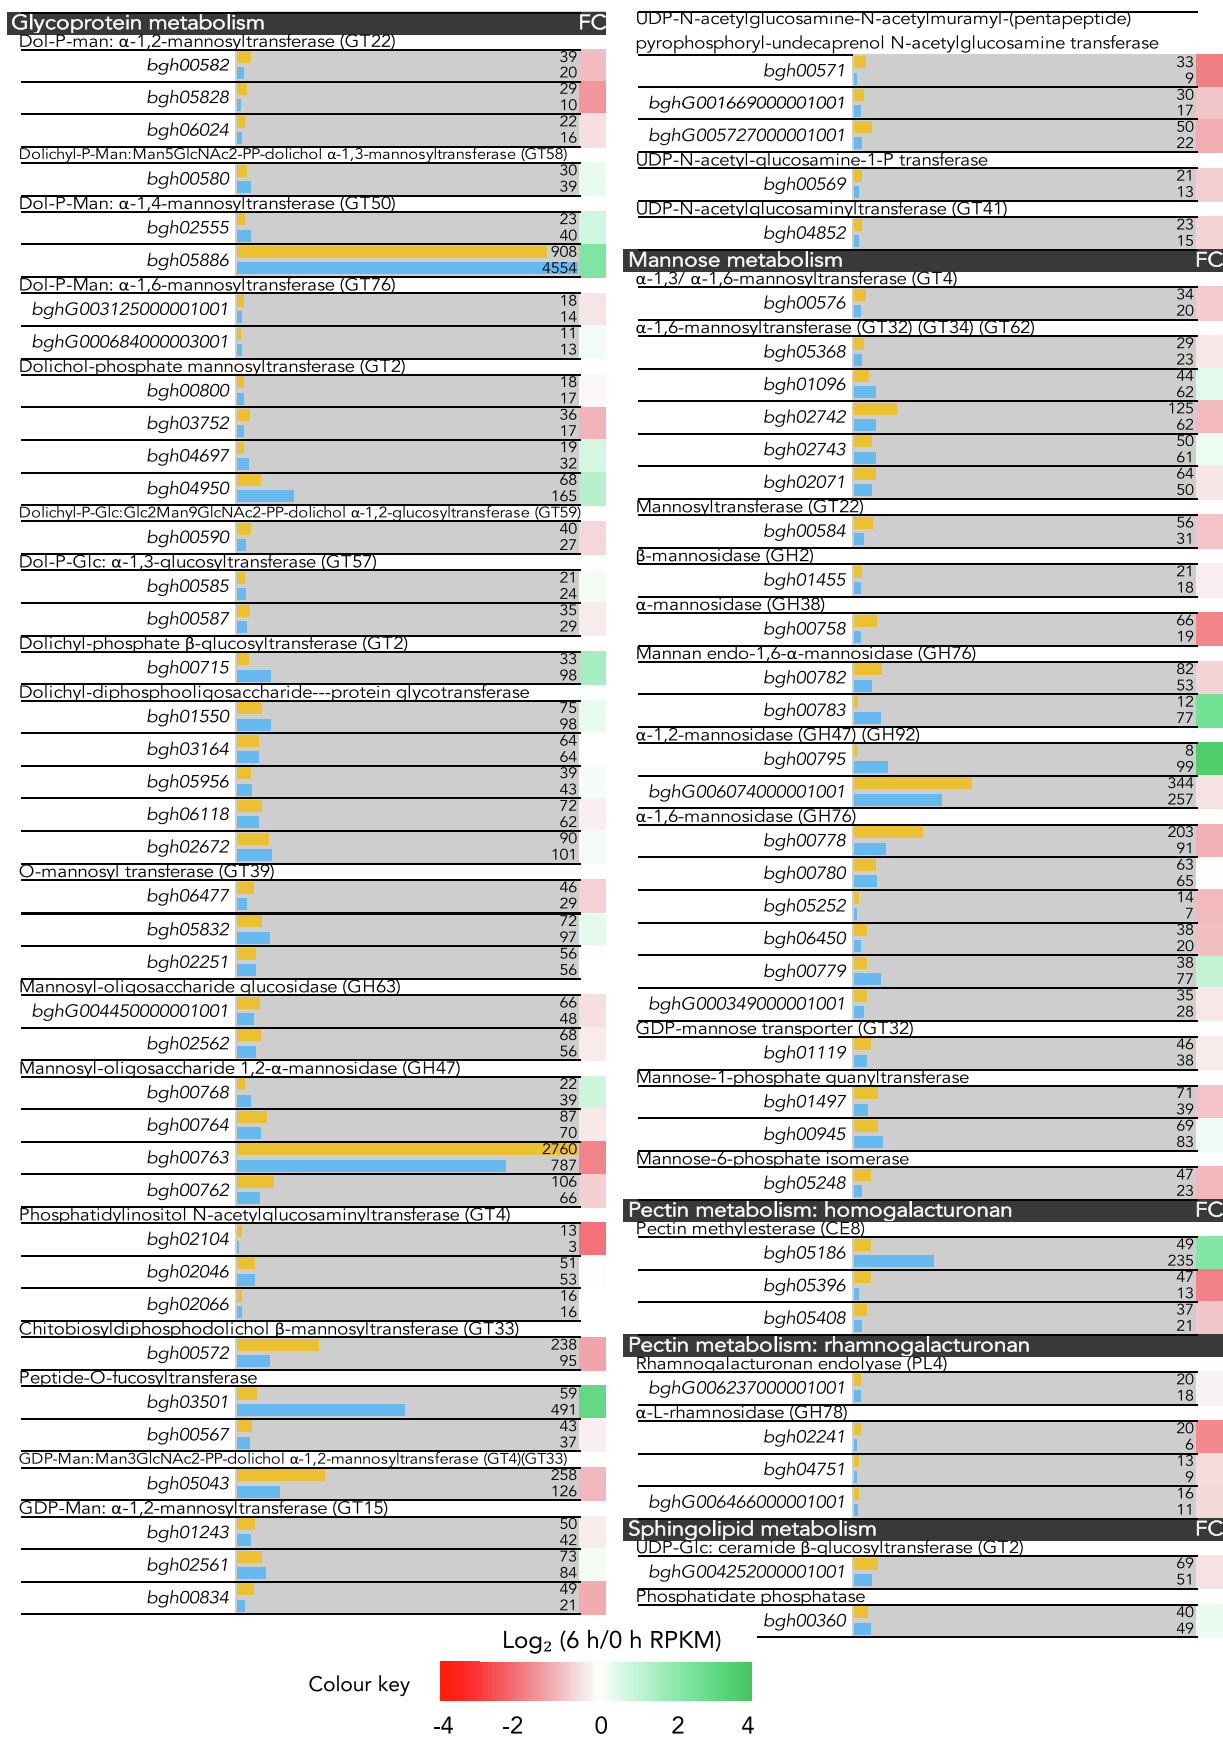 Glycoprotein metabolism FC
Dol-P-man: α-1,2-mannosyltransferase (GT22)
bgh00582 39 20
bgh05828 29 10
bgh06024 22 16
Dolichyl-P-Man:Man5GlcNAc2-PP-dolichol α-1,3-mannosyltransferase (GT58)
bgh00580 30 39
Dol-P-Man: α-1,4-mannosyltransferase (GT50)
bgh02555 23 40
bgh05886 908 4554
Dol-P-Man: α-1,6-mannosyltransferase (GT76)
bghG003125000001001 18 14
bghG000684000003001 11 13
Dolichol-phosphate mannosyltransferase (GT2)
bgh00800 18 17
bgh03752 36 17
bgh04697 19 32
bgh04950 68 165
Dolichyl-P-Glc:Glc2Man9GlcNAc2-PP-dolichol α-1,2-glucosyltransferase (GT59)
bgh00590 40 27
Dol-P-Glc: α-1,3-glucosyltransferase (GT57)
bgh00585 21 24
bgh00587 35 29
Dolichyl-phosphate β-glucosyltransferase (GT2)
bgh00715 33 98
Dolichyl-diphosphooligosaccharide---protein glycotransferase
bgh01550 75 98
bgh03164 64 64
bgh05956 39 43
bgh06118 72 62
bgh02672 90 101
O-mannosyl transferase (GT39)
bgh06477 46 29
bgh05832 72 97
bgh02251 56 56
Mannosyl-oligosaccharide glucosidase (GH63)
bghG004450000001001 66 48
bgh02562 68 56
Mannosyl-oligosaccharide 1,2-α-mannosidase (GH47)
bgh00768 22 39
bgh00764 87 70
bgh00763 2760 787
bgh00762 106 66
Phosphatidylinositol N-acetylglucosaminyltransferase (GT4)
bgh02104 13 3
bgh02046 51 53
bgh02066 16 16
Chitobiosyldiphosphodolichol β-mannosyltransferase (GT33)
bgh00572 238 95
Peptide-O-fucosyltransferase
bgh03501 59 491
bgh00567 43 37
GDP-Man:Man3GlcNAc2-PP-dolichol α-1,2-mannosyltransferase (GT4)(GT33)
bgh05043 258 126
GDP-Man: α-1,2-mannosyltransferase (GT15)
bgh01243 50 42
bgh02561 73 84
bgh00834 49 21
UDP-N-acetylglucosamine-N-acetylmuramyl-(pentapeptide)
pyrophosphoryl-undecaprenol N-acetylglucosamine transferase
bgh00571 33 9
bghG001669000001001 30 17
bghG005727000001001 50 22
UDP-N-acetyl-glucosamine-1-P transferase
bgh00569 21 13
UDP-N-acetylglucosaminyltransferase (GT41)
bgh04852 23 15
Mannose metabolism FC
α-1,3/ α-1,6-mannosyltransferase (GT4)
bgh00576 34 20
α-1,6-mannosyltransferase (GT32) (GT34) (GT62)
bgh05368 29 23
bgh01096 44 62
bgh02742 125 62
bgh02743 50 61
bgh02071 64 50
Mannosyltransferase (GT22)
bgh00584 56 31
β-mannosidase (GH2)
bgh01455 21 18
α-mannosidase (GH38)
bgh00758 66 19
Mannan endo-1,6-α-mannosidase (GH76)
bgh00782 82 53
bgh00783 12 77
α-1,2-mannosidase (GH47) (GH92)
bgh00795 8 99
bghG006074000001001 344 257
α-1,6-mannosidase (GH76)
bgh00778 203 91
bgh00780 63 65
bgh05252 14 7
bgh06450 38 20
bgh00779 38 77
bghG000349000001001 35 28
GDP-mannose transporter (GT32)
bgh01119 46 38
Mannose-1-phosphate quanyltransferase
bgh01497 71 39
bgh00945 69 83
Mannose-6-phosphate isomerase
bgh05248 47 23
Pectin metabolism: homogalacturonan FC
Pectin methylesterase (CE8)
bgh05186 49 235
bgh05396 47 13
bgh05408 37 21
Pectin metabolism: rhamnogalacturonan
Rhamnogalacturonan endolyase (PL4)
bghG006237000001001 20 18
α-L-rhamnosidase (GH78)
bgh02241 20 6
bgh04751 13 9
bghG006466000001001 16 11
Sphingolipid metabolism FC
UDP-Glc: ceramide β-glucosyltransferase (GT2)
bghG004252000001001 69 51
Phosphatidate phosphatase
bgh00360 40 49
Log₂ (6 h/0 h RPKM)
Colour key
-4 -2 0 2 4